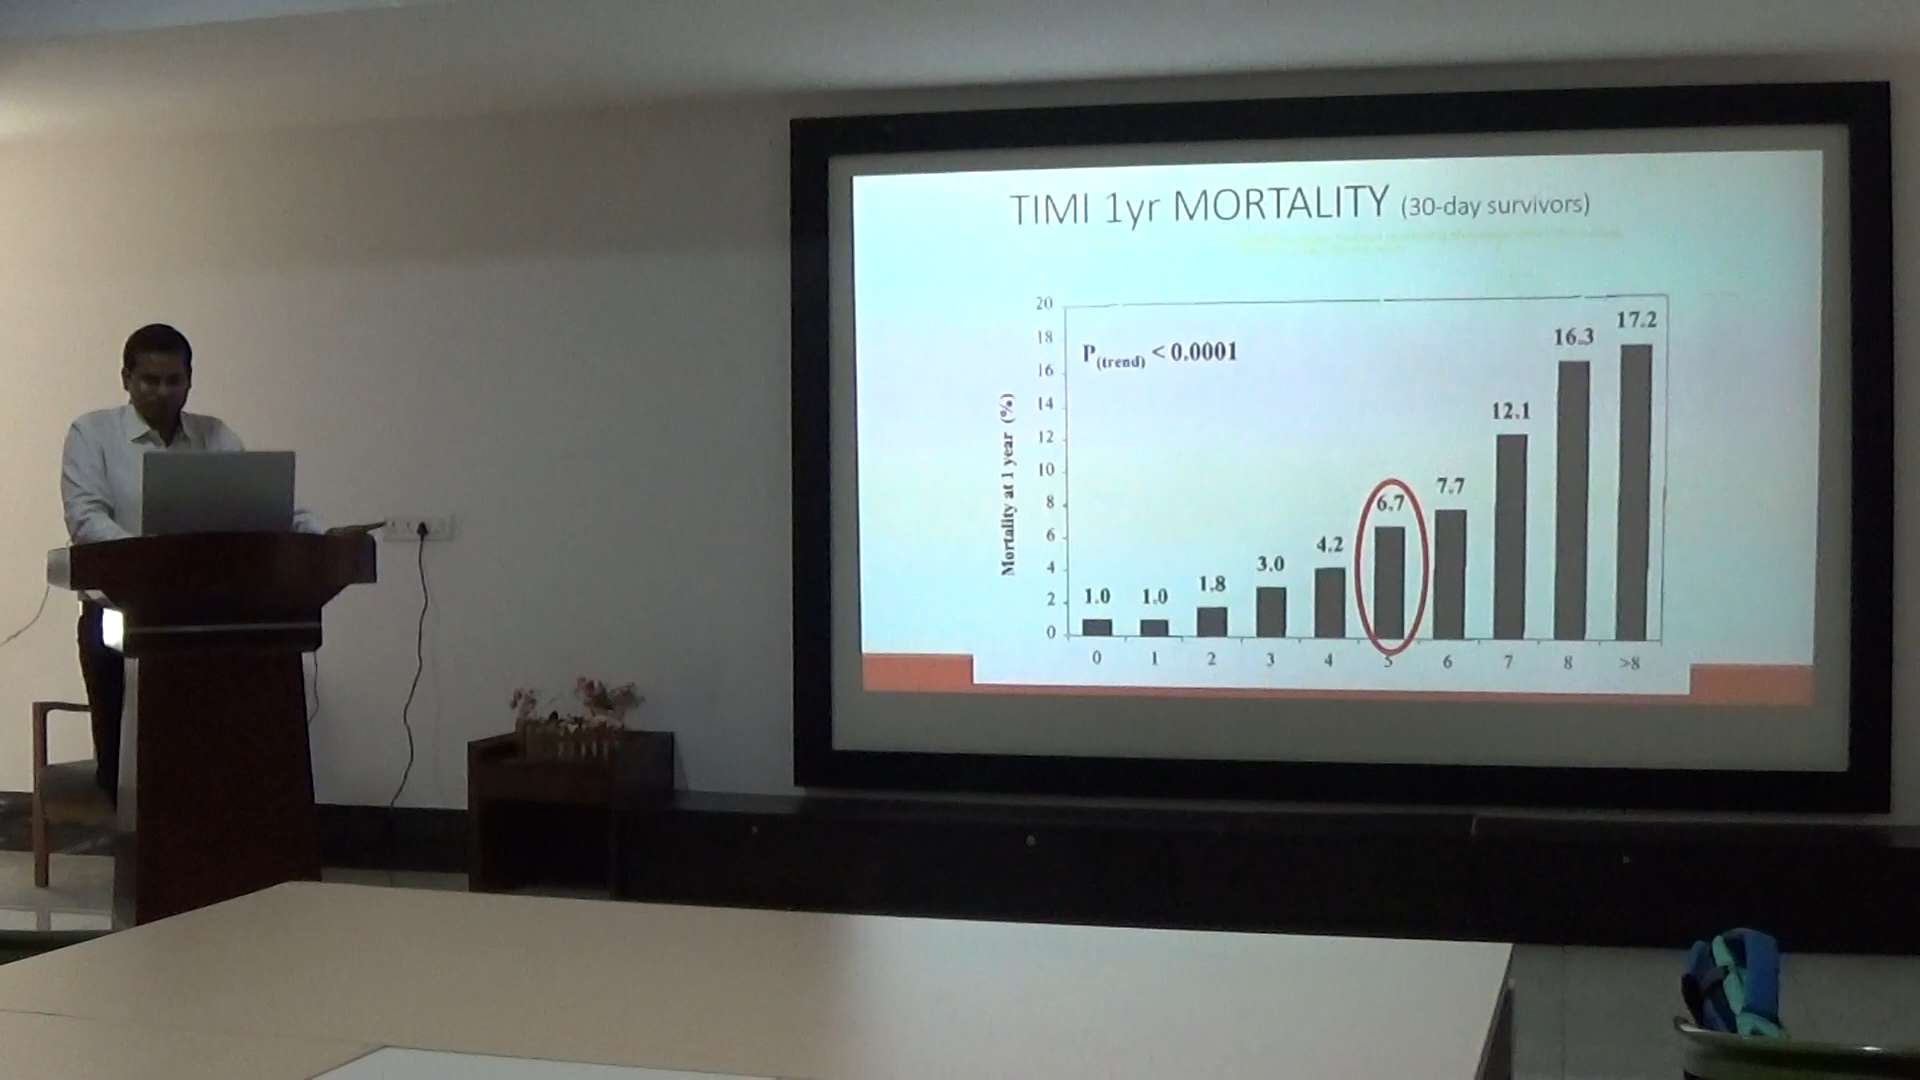 TIMI 1yr MORTALITY (30-day survivors)
P(trend) < 0.0001
Mortality at 1 year (%)
20
18
16
14
12
10
8
6
4
2
0
1.0 1.0 1.8 3.0 4.2 6.7 7.7 12.1 16.3 17.2
0 1 2 3 4 5 6 7 8 >8